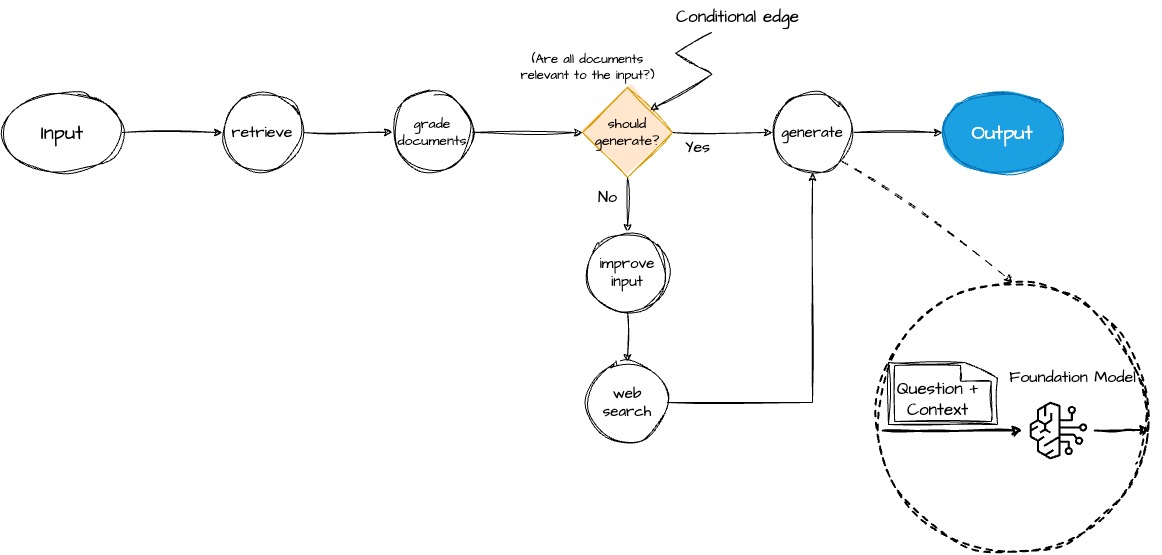 Conditional edge
(Are all documents
relevant to the input?)
Input
retrieve
grade
documents
should
generate?
Yes
generate
Output
No
improve
input
web
search
Question +
Context
Foundation Model